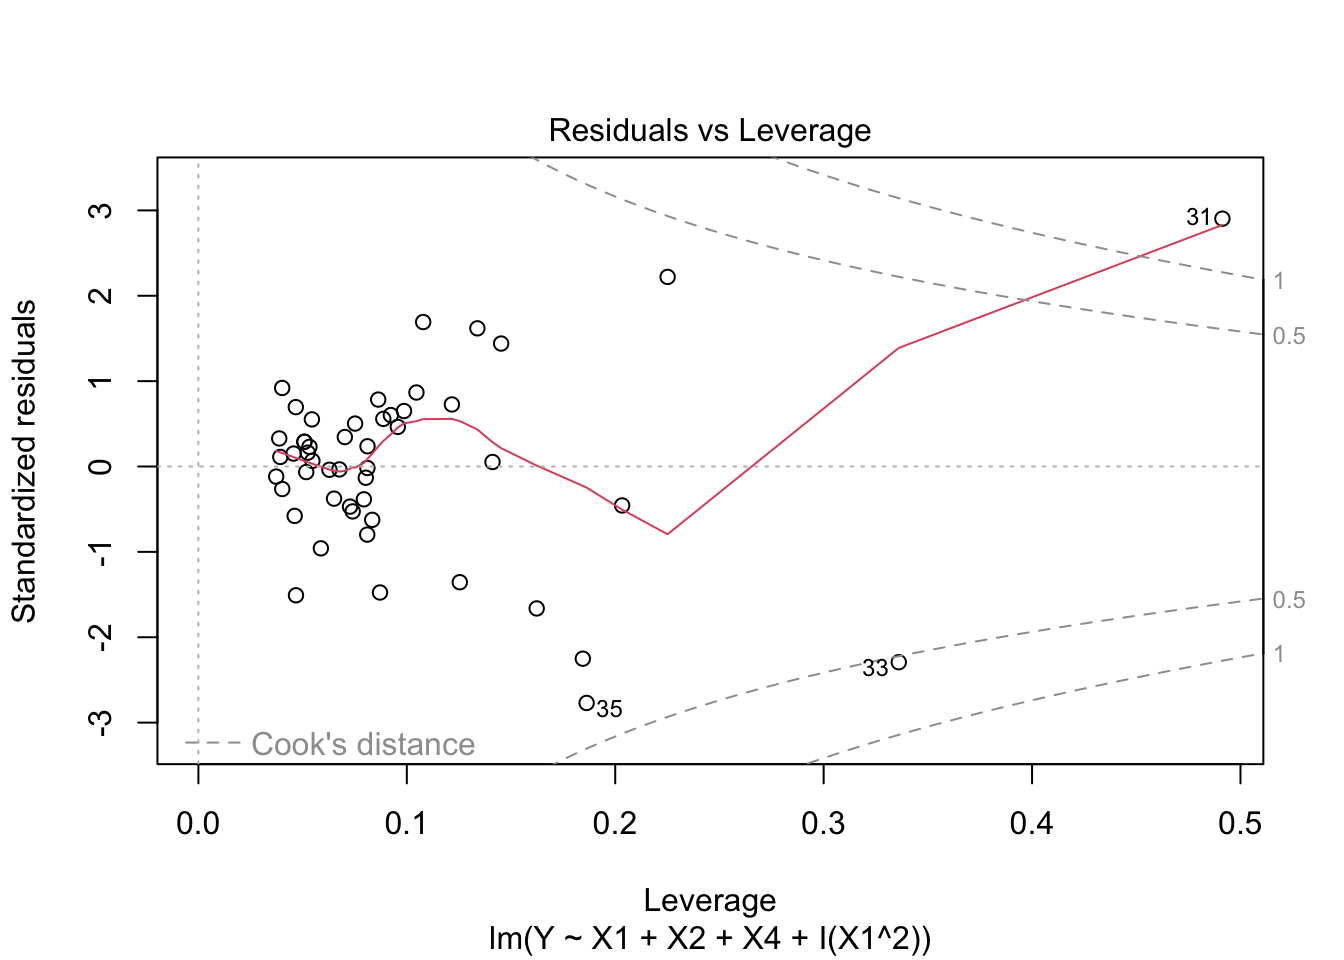 Residuals vs Leverage
Standardized residuals
3
2
1
0
-1
-2
-3
31
33
35
1
0.5
0.5
1
Cook's distance
0.0 0.1 0.2 0.3 0.4 0.5
Leverage
lm(Y ~ X1 + X2 + X4 + I(X1^2))